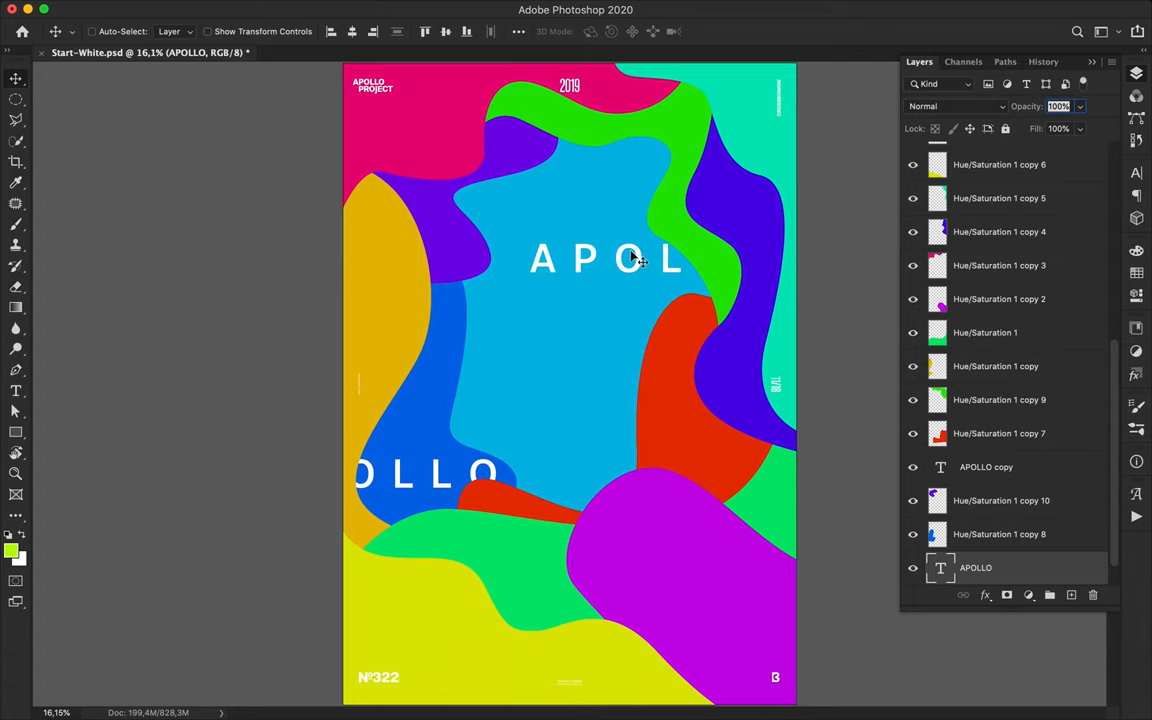 Adobe Photoshop 2020
Auto-Select: Layer Show Transform Controls
3D Mode:
Start-White.psd @ 16,1% (APOLLO, RGB/8) *
Layers Channels Paths History
Kind
Normal Opacity: 100%
Lock: Fill: 100%
Hue/Saturation 1 copy 6
Hue/Saturation 1 copy 5
Hue/Saturation 1 copy 4
Hue/Saturation 1 copy 3
Hue/Saturation 1 copy 2
Hue/Saturation 1
Hue/Saturation 1 copy
Hue/Saturation 1 copy 9
Hue/Saturation 1 copy 7
APOLLO copy
Hue/Saturation 1 copy 10
Hue/Saturation 1 copy 8
APOLLO
APOLLO
PROJECT
2019
APOL
11/18
OLLO
Nº322
B
16,15% Doc: 199,4M/828,3M